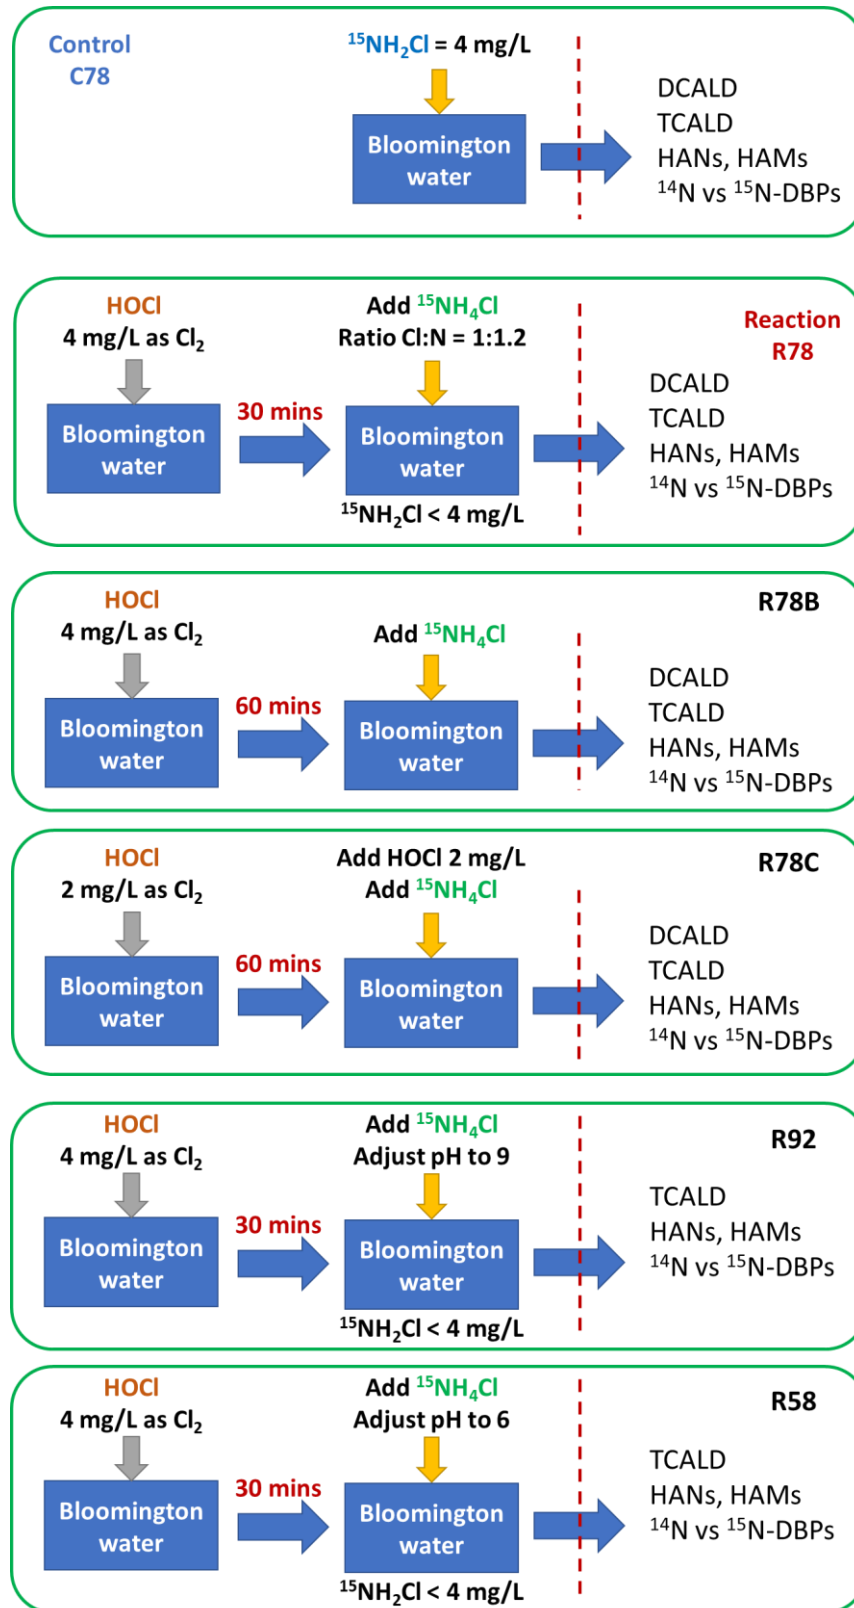 Control
C78
¹⁵NH₂Cl = 4 mg/L
Bloomington
water
DCALD
TCALD
HANs, HAMs
¹⁴N vs ¹⁵N-DBPs
HOCl
4 mg/L as Cl₂
Bloomington
water
30 mins
Add ¹⁵NH₄Cl
Ratio Cl:N = 1:1.2
Bloomington
water
¹⁵NH₂Cl < 4 mg/L
Reaction
R78
DCALD
TCALD
HANs, HAMs
¹⁴N vs ¹⁵N-DBPs
HOCl
4 mg/L as Cl₂
Bloomington
water
60 mins
Add ¹⁵NH₄Cl
Bloomington
water
R78B
DCALD
TCALD
HANs, HAMs
¹⁴N vs ¹⁵N-DBPs
HOCl
2 mg/L as Cl₂
Bloomington
water
60 mins
Add HOCl 2 mg/L
Add ¹⁵NH₄Cl
Bloomington
water
R78C
DCALD
TCALD
HANs, HAMs
¹⁴N vs ¹⁵N-DBPs
HOCl
4 mg/L as Cl₂
Bloomington
water
30 mins
Add ¹⁵NH₄Cl
Adjust pH to 9
Bloomington
water
¹⁵NH₂Cl < 4 mg/L
R92
TCALD
HANs, HAMs
¹⁴N vs ¹⁵N-DBPs
HOCl
4 mg/L as Cl₂
Bloomington
water
30 mins
Add ¹⁵NH₄Cl
Adjust pH to 6
Bloomington
water
¹⁵NH₂Cl < 4 mg/L
R58
TCALD
HANs, HAMs
¹⁴N vs ¹⁵N-DBPs